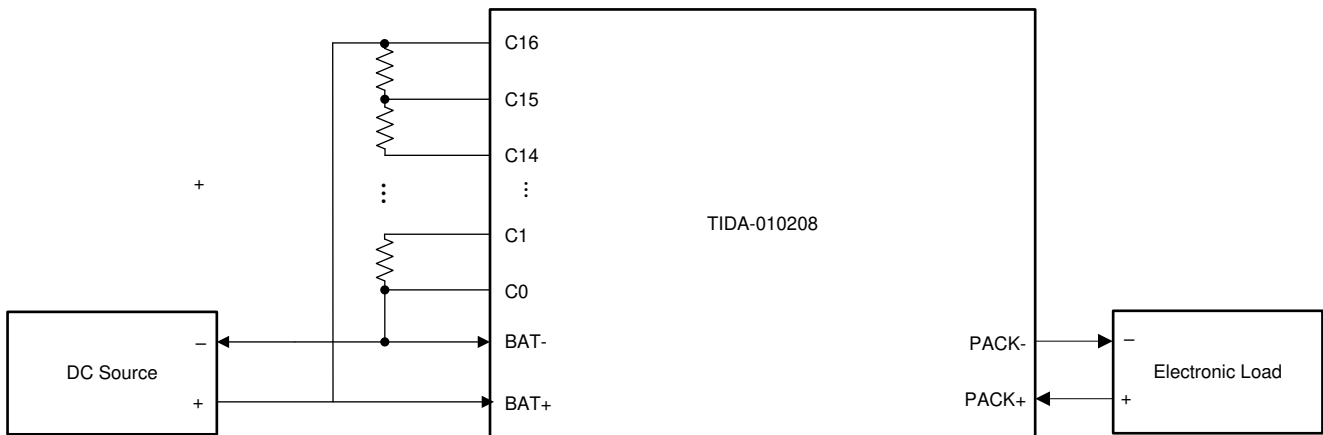 C16
C15
C14
+
⋮
⋮
TIDA-010208
C1
C0
DC Source
–
+
BAT-
BAT+
PACK-
PACK+
–
+
Electronic Load